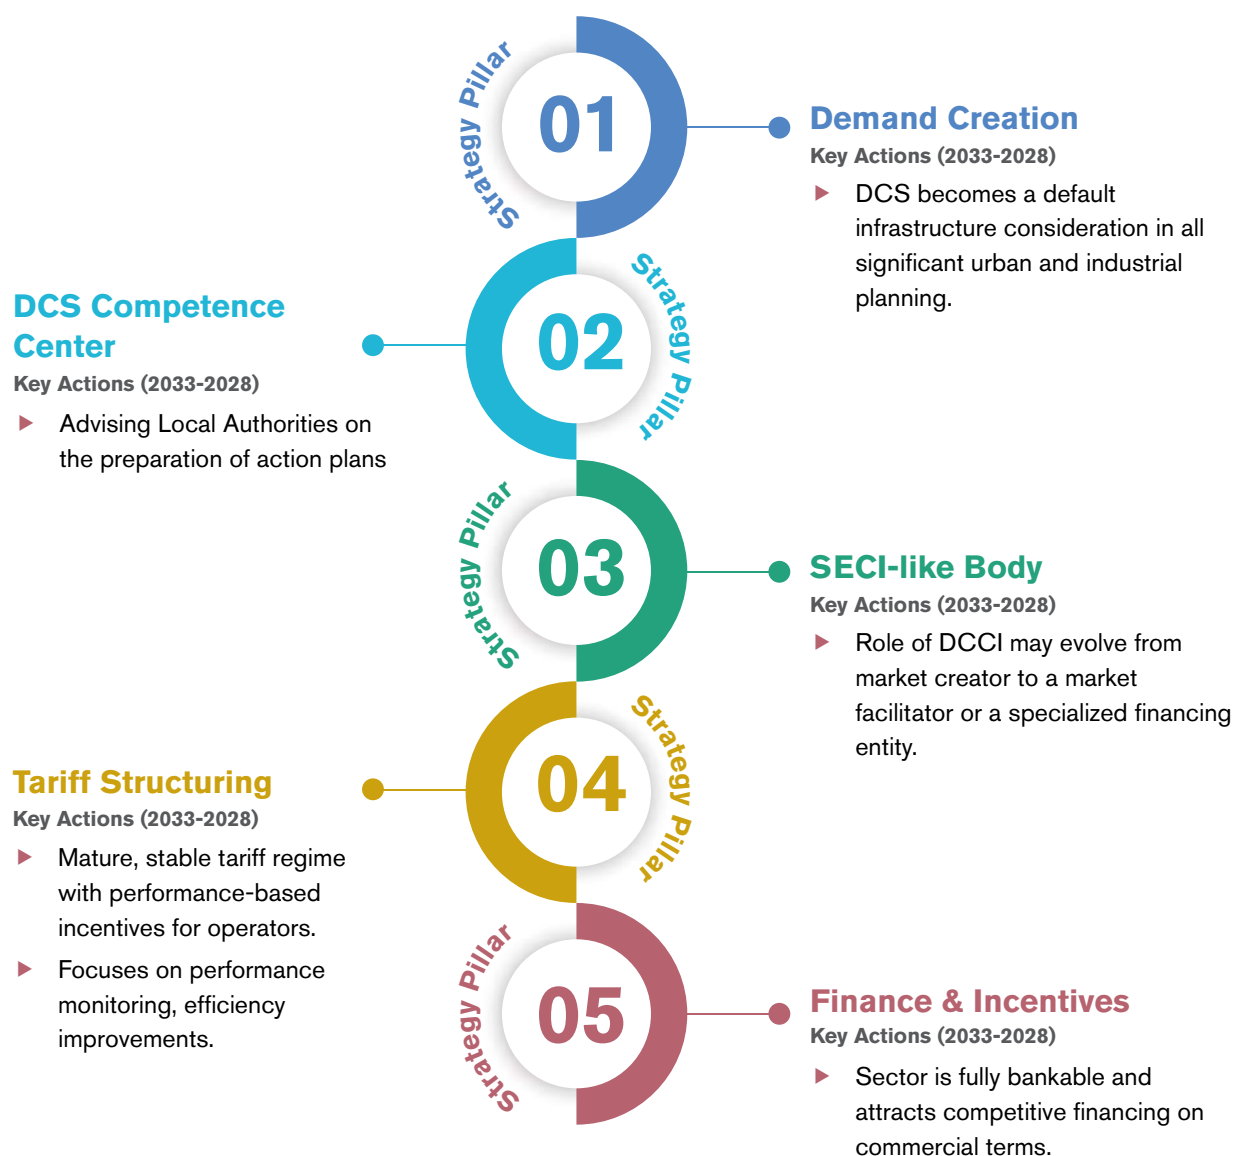 Strategy Pillar
01
Demand Creation
Key Actions (2033-2028)
DCS becomes a default
infrastructure consideration in all
significant urban and industrial
planning.
Strategy Pillar
02
DCS Competence
Center
Key Actions (2033-2028)
Advising Local Authorities on
the preparation of action plans
Strategy Pillar
03
SECI-like Body
Key Actions (2033-2028)
Role of DCCI may evolve from
market creator to a market
facilitator or a specialized financing
entity.
Strategy Pillar
04
Tariff Structuring
Key Actions (2033-2028)
Mature, stable tariff regime
with performance-based
incentives for operators.
Focuses on performance
monitoring, efficiency
improvements.
Strategy Pillar
05
Finance & Incentives
Key Actions (2033-2028)
Sector is fully bankable and
attracts competitive financing on
commercial terms.